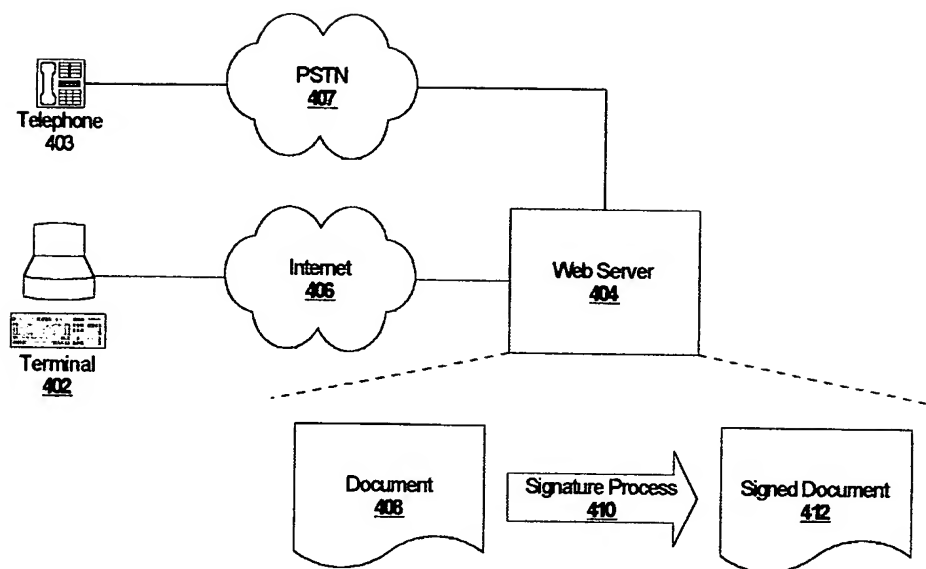 PSTN
407
Telephone
403
Internet
406
Web Server
404
Terminal
402
Document
408
Signature Process
410
Signed Document
412